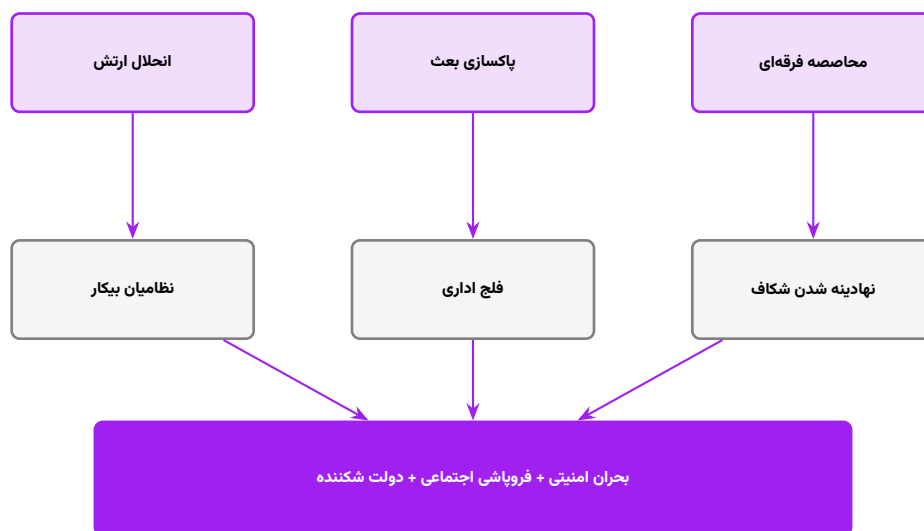 محاصصه فرقه‌ای
پاکسازی بعث
انحلال ارتش
نهادینه شدن شکاف
فلج اداری
نظامیان بیکار
بحران امنیتی + فروپاشی اجتماعی + دولت شکننده